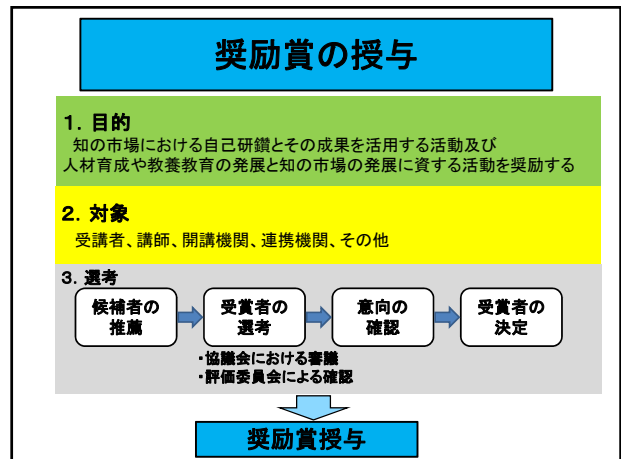 奨励賞の授与
1．目的
知の市場における自己研鑽とその成果を活用する活動及び
人材育成や教養教育の発展と知の市場の発展に資する活動を奨励する
2．対象
受講者、講師、開講機関、連携機関、その他
3．選考
候補者の
推薦
受賞者の
選考
意向の
確認
受賞者の
決定
・協議会における審議
・評価委員会による確認
奨励賞授与